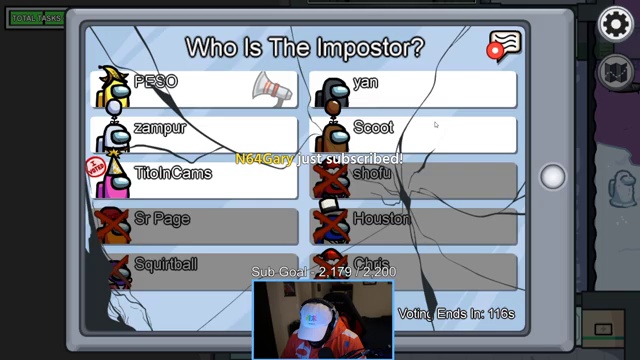 TOTAL TASKS
Who Is The Impostor?
PESO
yan
zampur
Scoot
N64Gary just subscribed!
I VOTED
TitoInCams
shofu
Sr Page
Houston
Squirtball
Chris
Sub Goal - 2,179 / 2,200
Voting Ends In: 116s